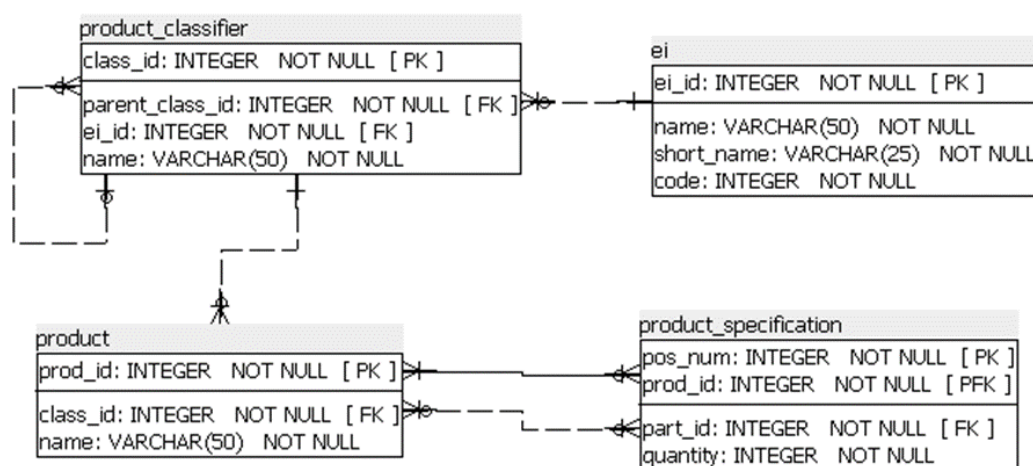 product_classifier
class_id: INTEGER NOT NULL [ PK ]
parent_class_id: INTEGER NOT NULL [ FK ]
ei_id: INTEGER NOT NULL [ FK ]
name: VARCHAR(50) NOT NULL
ei
ei_id: INTEGER NOT NULL [ PK ]
name: VARCHAR(50) NOT NULL
short_name: VARCHAR(25) NOT NULL
code: INTEGER NOT NULL
product
prod_id: INTEGER NOT NULL [ PK ]
class_id: INTEGER NOT NULL [ FK ]
name: VARCHAR(50) NOT NULL
product_specification
pos_num: INTEGER NOT NULL [ PK ]
prod_id: INTEGER NOT NULL [ PFK ]
part_id: INTEGER NOT NULL [ FK ]
quantity: INTEGER NOT NULL